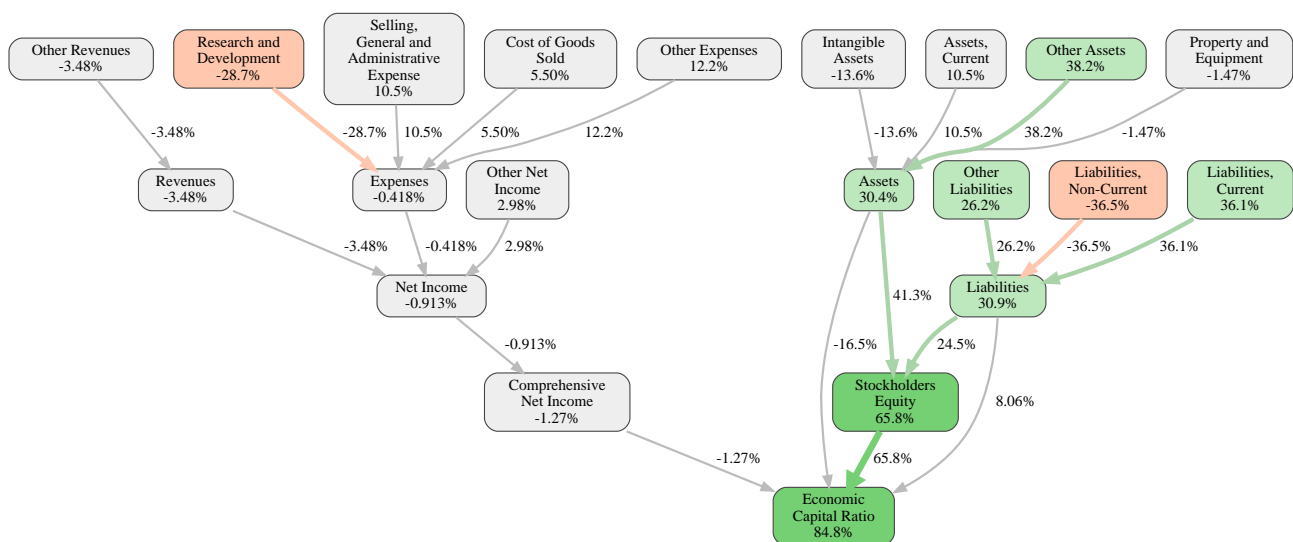 Other Revenues
-3.48%
Research and
Development
-28.7%
Selling,
General and
Administrative
Expense
10.5%
Cost of Goods
Sold
5.50%
Other Expenses
12.2%
Intangible
Assets
-13.6%
Assets,
Current
10.5%
Other Assets
38.2%
Property and
Equipment
-1.47%
-3.48%
-28.7%
10.5%
5.50%
12.2%
-13.6%
10.5%
38.2%
-1.47%
Revenues
-3.48%
Expenses
-0.418%
Other Net
Income
2.98%
Assets
30.4%
Other
Liabilities
26.2%
Liabilities,
Non-Current
-36.5%
Liabilities,
Current
36.1%
-3.48%
-0.418%
2.98%
26.2%
-36.5%
36.1%
Net Income
-0.913%
Liabilities
30.9%
41.3%
-0.913%
-16.5%
24.5%
Comprehensive
Net Income
-1.27%
Stockholders
Equity
65.8%
8.06%
-1.27%
65.8%
Economic
Capital Ratio
84.8%